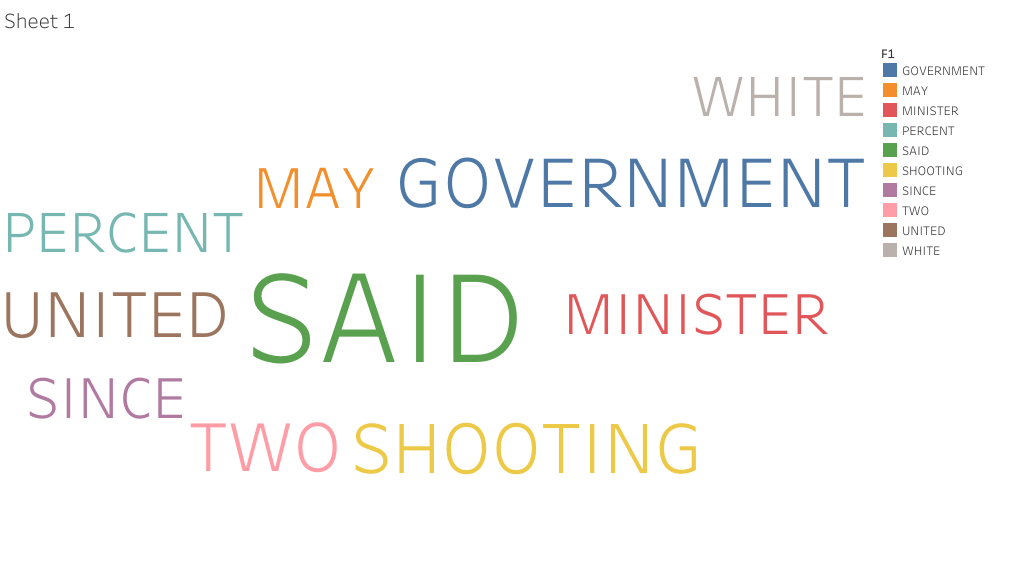 Sheet 1
WHITE
MAY GOVERNMENT
PERCENT
UNITED SAID MINISTER
SINCE
TWO SHOOTING
F1
GOVERNMENT
MAY
MINISTER
PERCENT
SAID
SHOOTING
SINCE
TWO
UNITED
WHITE